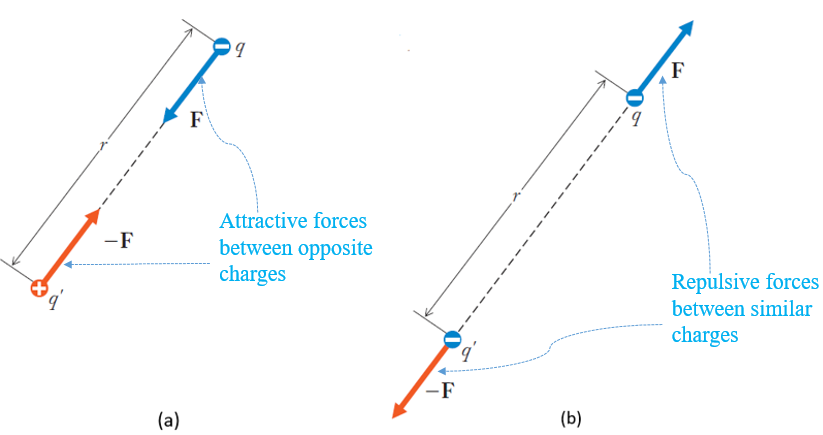 q
F
r
−F
Attractive forces
between opposite
charges
q'
(a)
F
q
r
Repulsive forces
between similar
charges
q'
−F
(b)